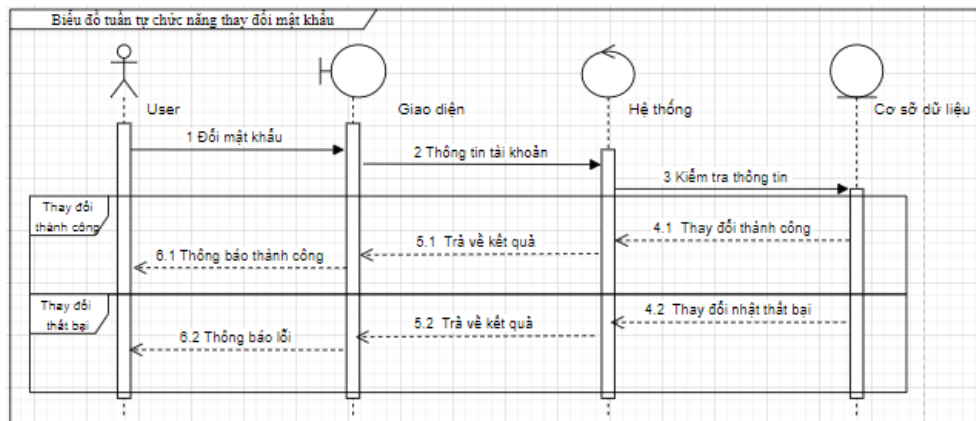 Biểu đồ tuần tự chức năng thay đổi mật khẩu
User
Giao diện
Hệ thống
Cơ sở dữ liệu
1 Đổi mật khẩu
2 Thông tin tài khoản
3 Kiểm tra thông tin
Thay đổi
thành công
4.1 Thay đổi thành công
5.1 Trả về kết quả
6.1 Thông báo thành công
Thay đổi
thất bại
4.2 Thay đổi nhật thất bại
5.2 Trả về kết quả
6.2 Thông báo lỗi